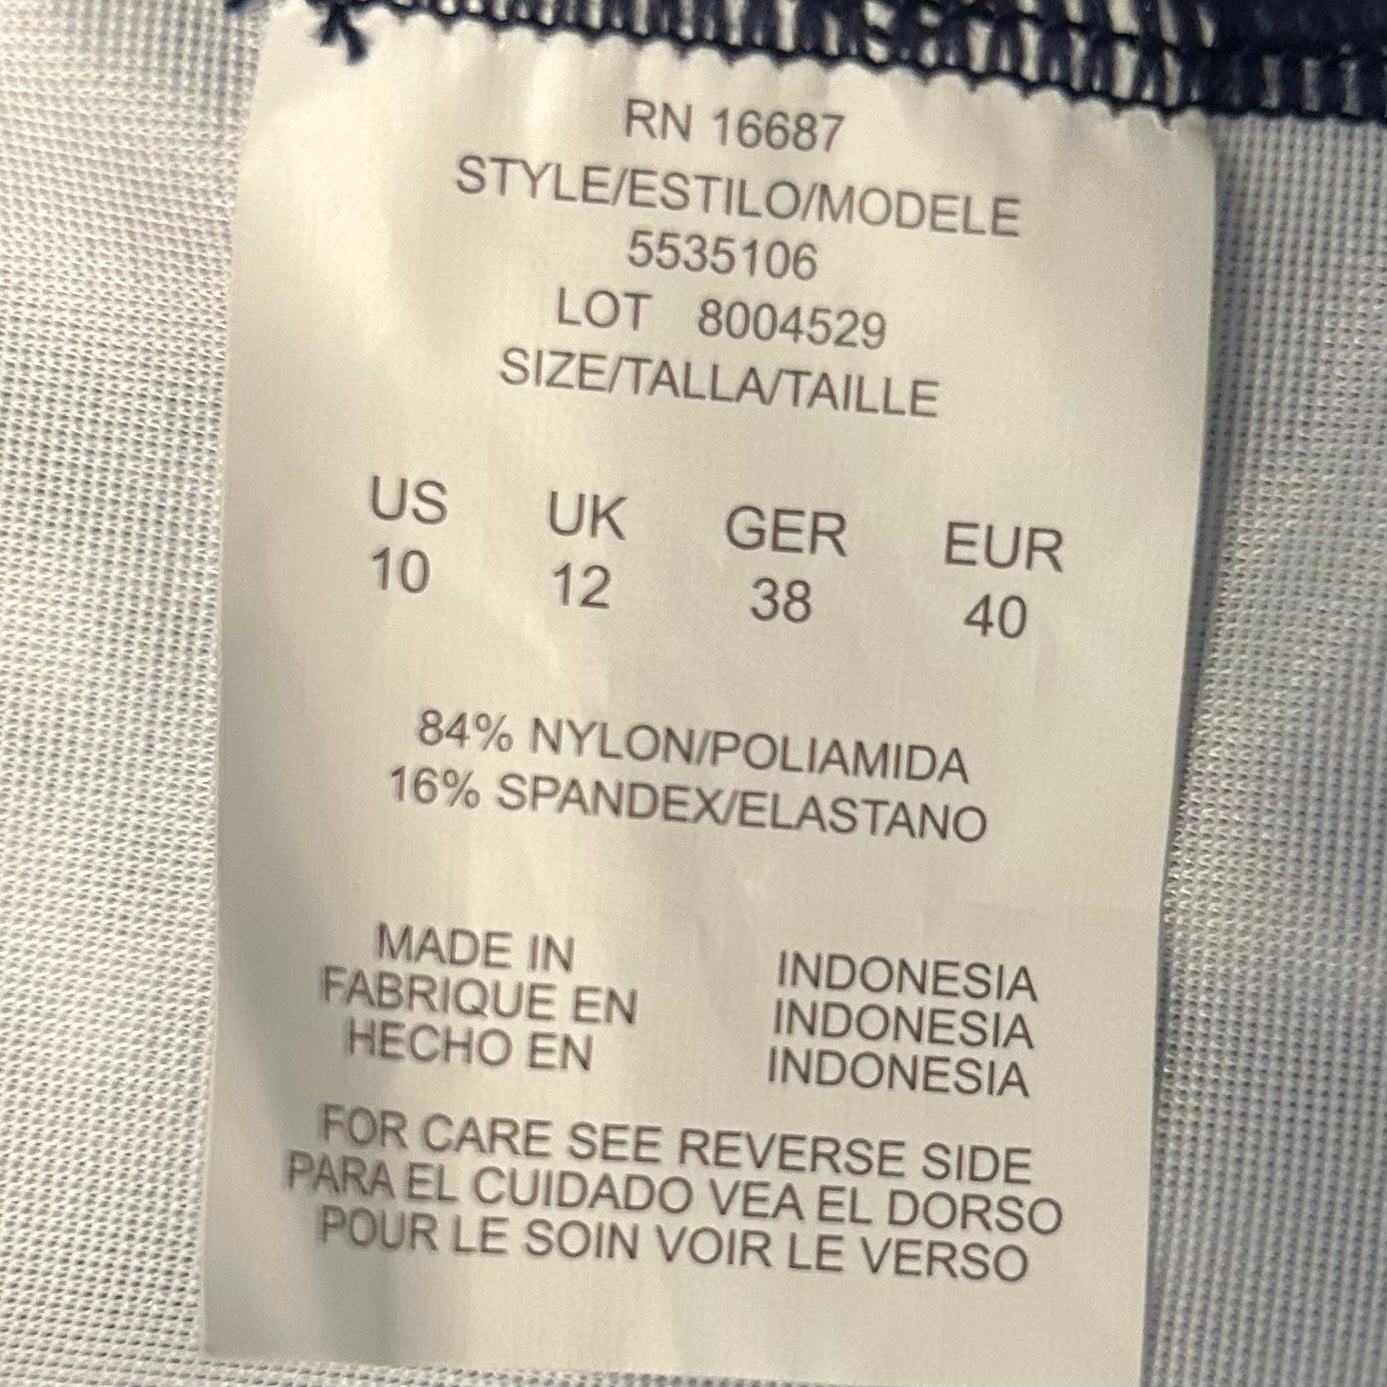 RN 16687
STYLE/ESTILO/MODELE
5535106
LOT 8004529
SIZE/TALLA/TAILLE
US UK GER EUR
10 12 38 40
84% NYLON/POLIAMIDA
16% SPANDEX/ELASTANO
MADE IN INDONESIA
FABRIQUE EN INDONESIA
HECHO EN INDONESIA
FOR CARE SEE REVERSE SIDE
PARA EL CUIDADO VEA EL DORSO
POUR LE SOIN VOIR LE VERSO